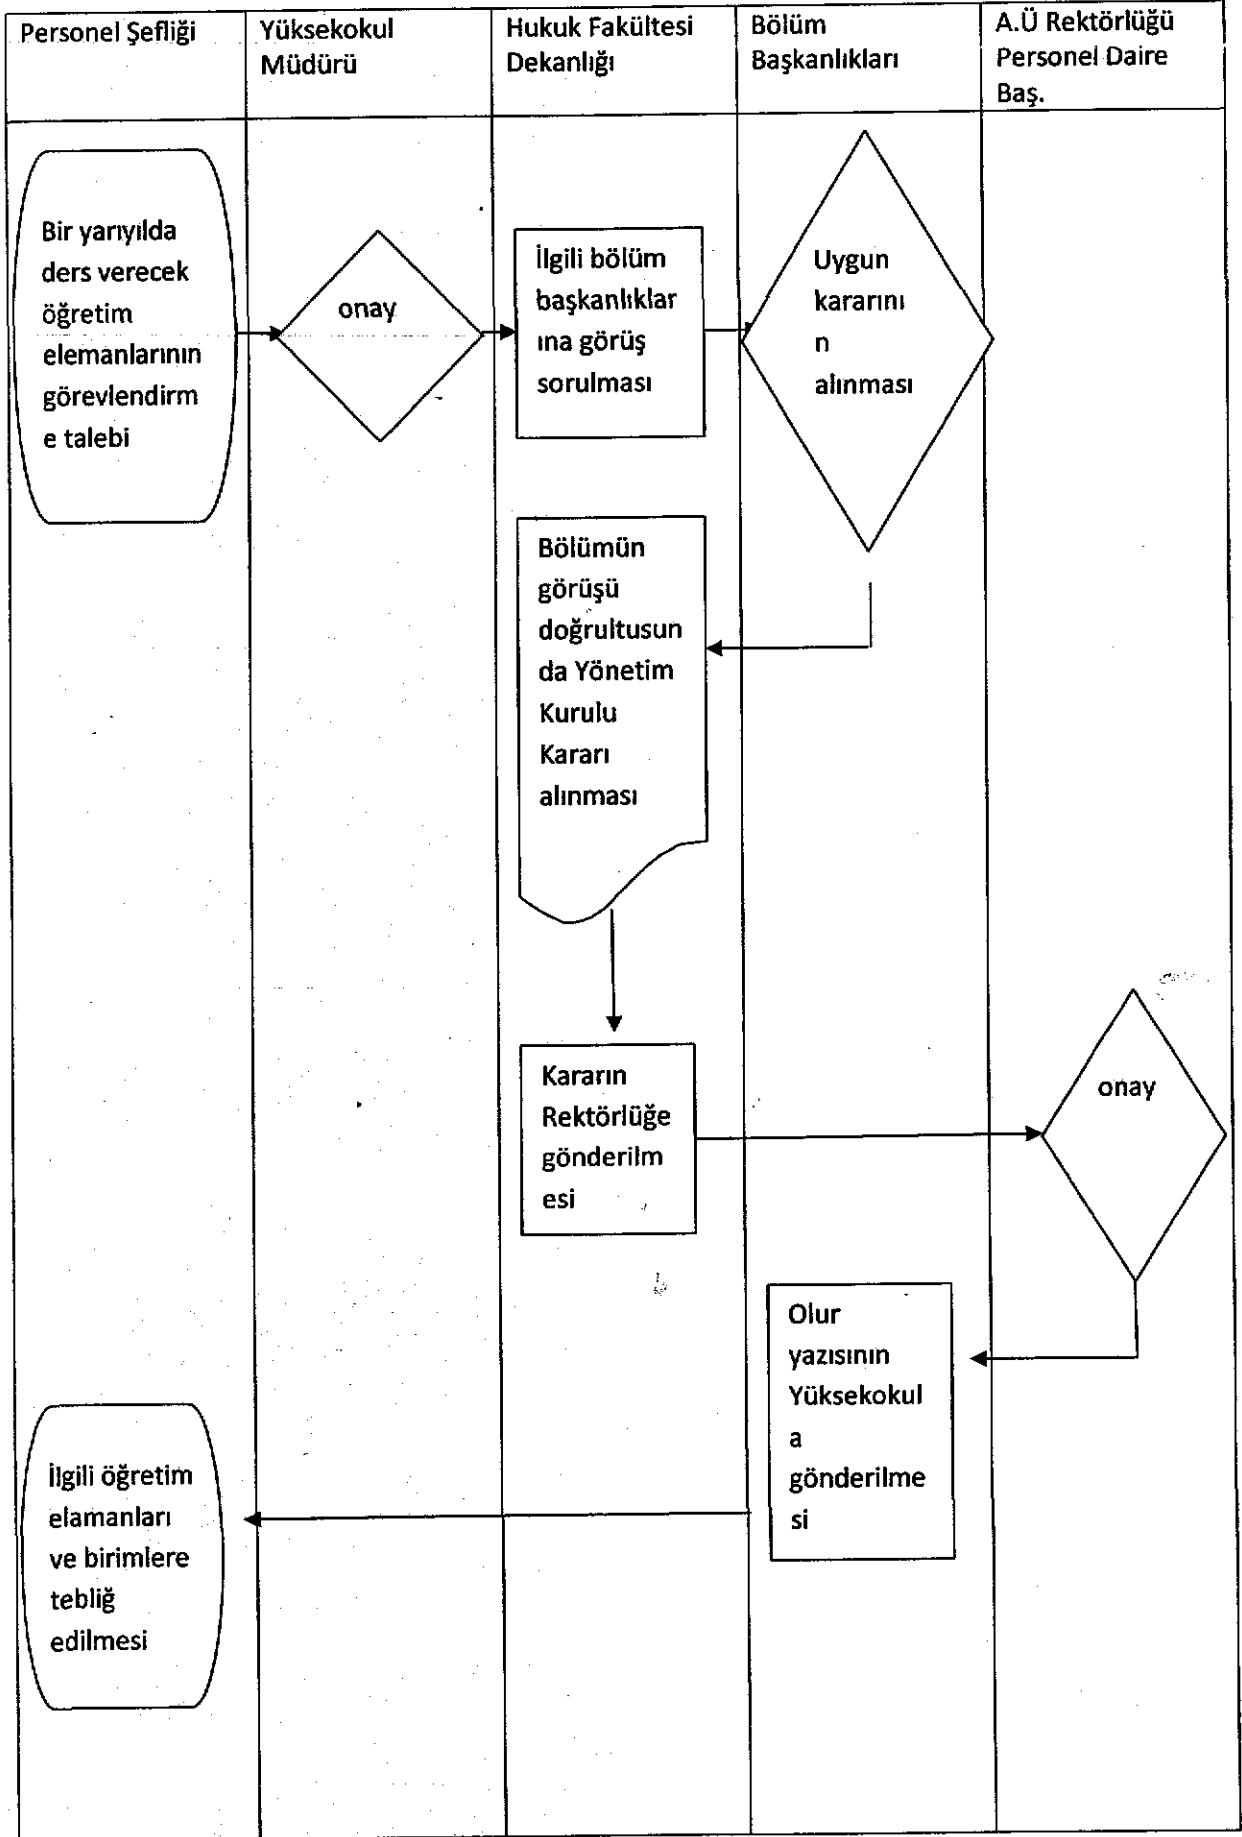 Personel Şefliği
Yüksekokul
Müdürü
Hukuk Fakültesi
Dekanlığı
Bölüm
Başkanlıkları
A.Ü Rektörlüğü
Personel Daire
Baş.
Bir yarıyılda
ders verecek
öğretim
elemanlarının
görevlendirm
e talebi
onay
İlgili bölüm
başkanlıklar
ına görüş
sorulması
Uygun
kararını
n
alınması
Bölümün
görüşü
doğrultusun
da Yönetim
Kurulu
Kararı
alınması
Kararın
Rektörlüğe
gönderilm
esi
onay
Olur
yazısının
Yüksekokul
a
gönderilme
si
İlgili öğretim
elamanları
ve birimlere
tebliğ
edilmesi